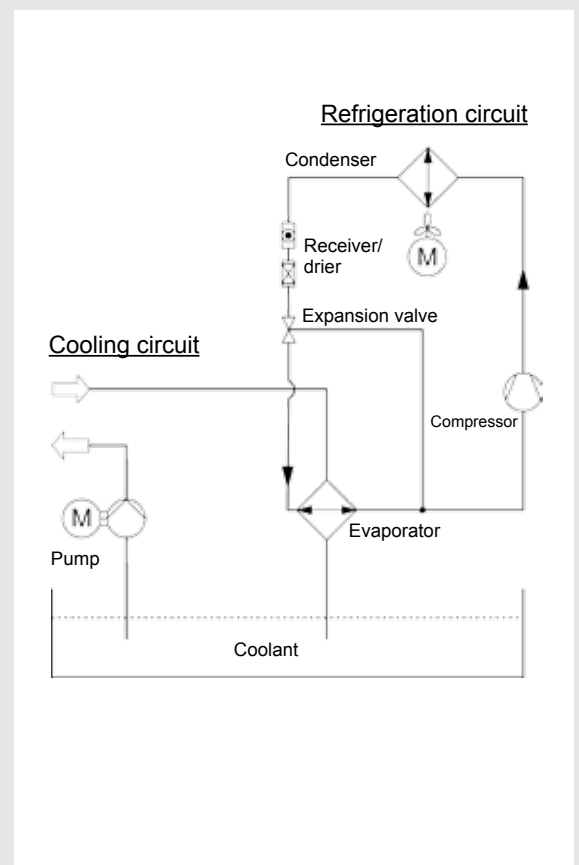 Refrigeration circuit
Condenser
M
Receiver/
drier
Expansion valve
Cooling circuit
Compressor
M
Evaporator
Pump
Coolant